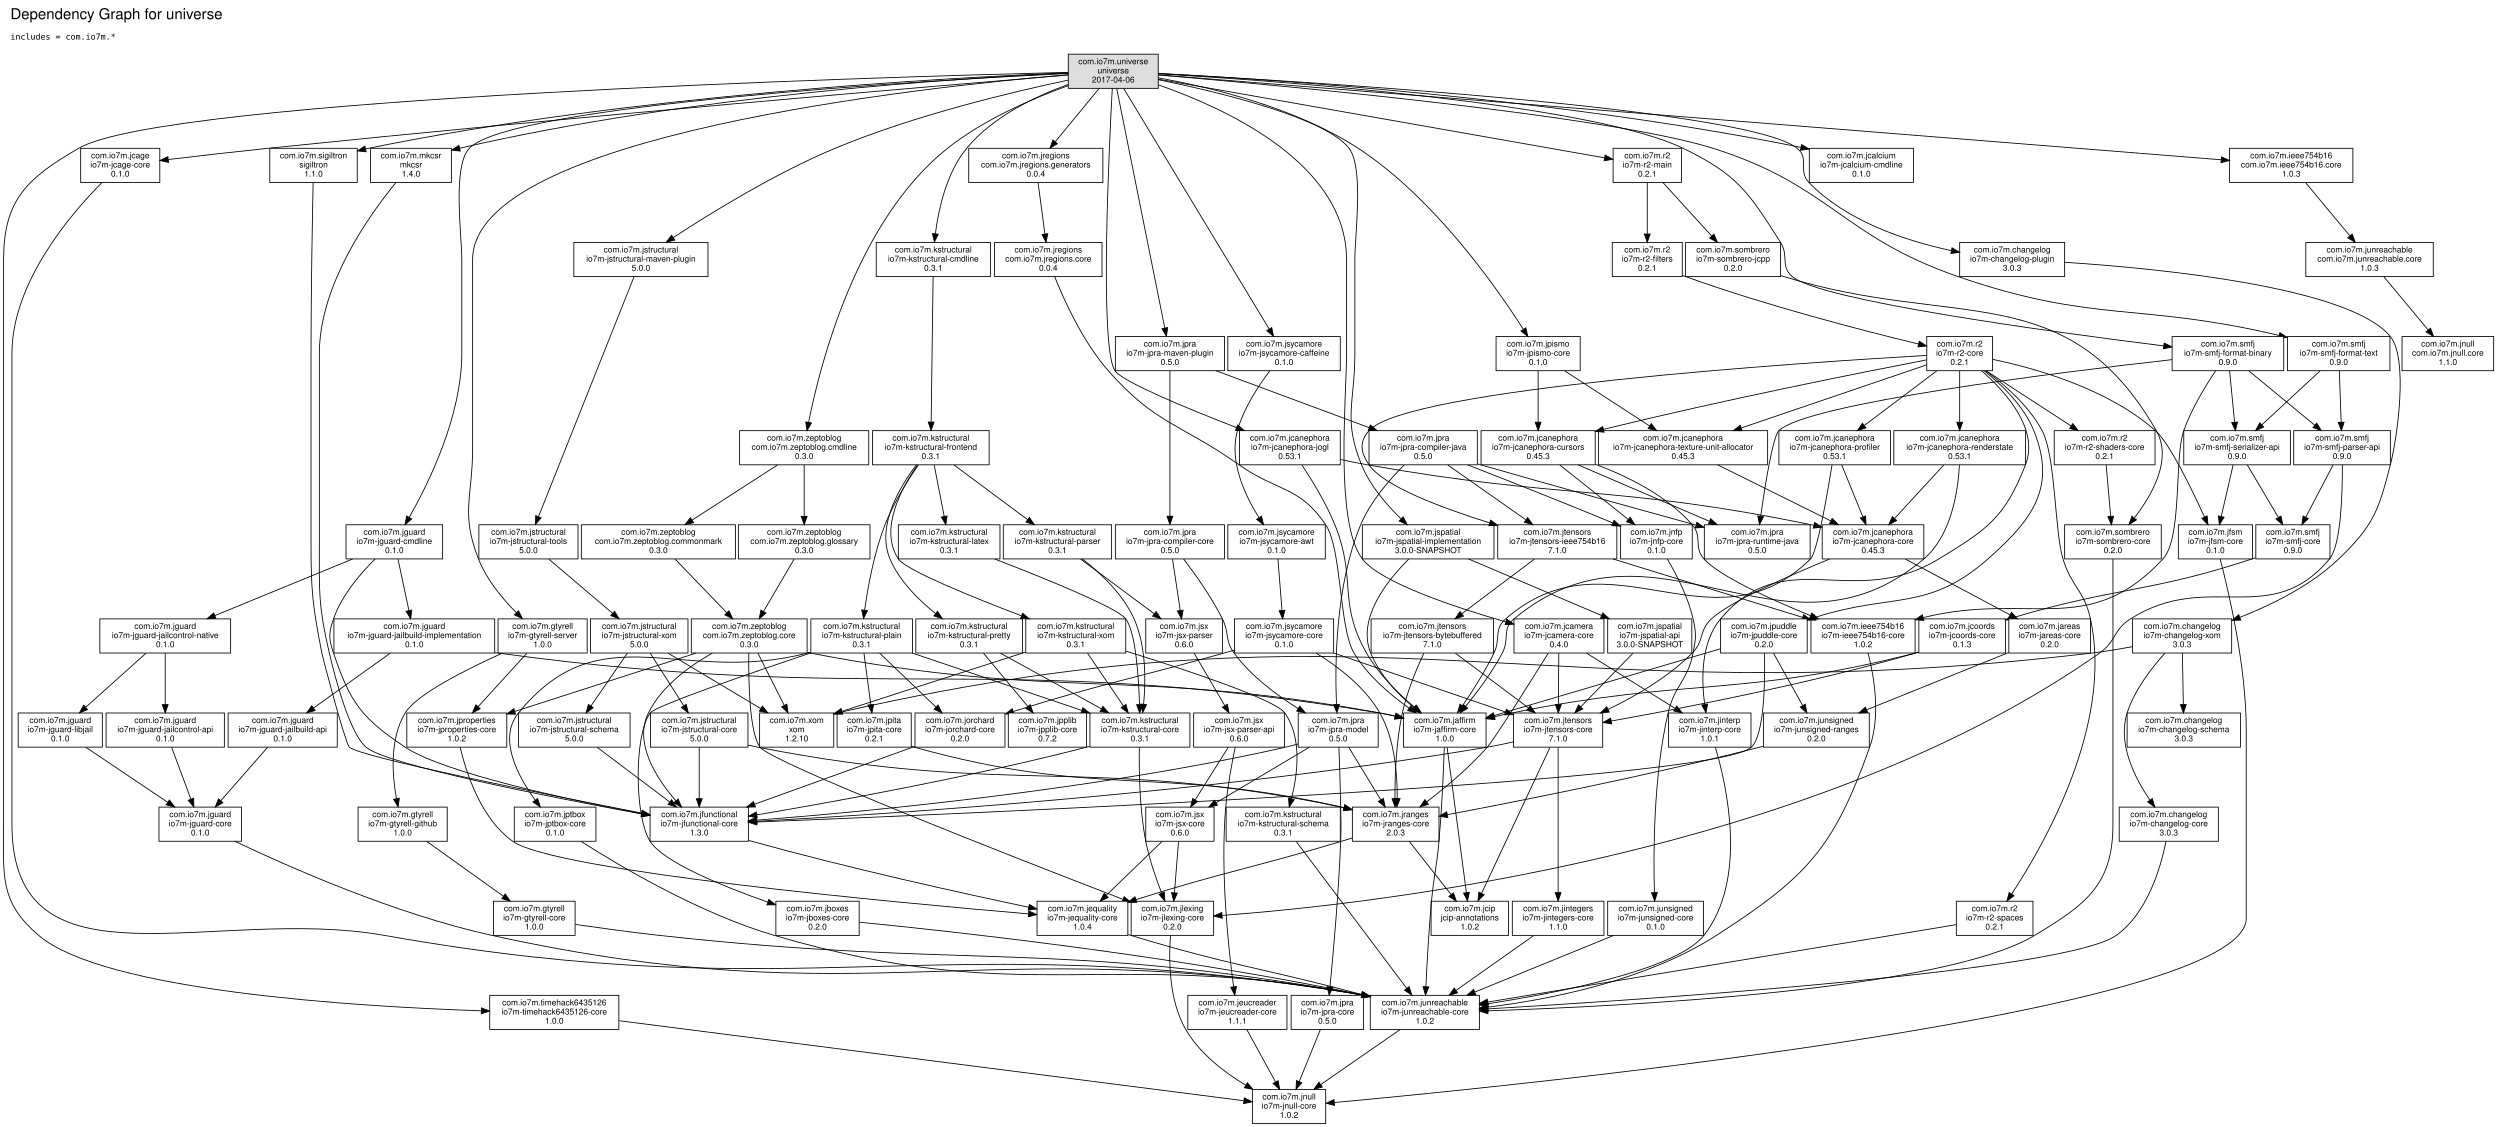 Dependency Graph for universe
includes = com.io7m.*
com.io7m.universe
universe
2017-04-06
com.io7m.jcage
io7m-jcage-core
0.1.0
com.io7m.sigiltron
sigiltron
1.1.0
com.io7m.mkcsr
mkcsr
1.4.0
com.io7m.jregions
com.io7m.jregions.generators
0.0.4
com.io7m.r2
io7m-r2-main
0.2.1
com.io7m.jcalcium
io7m-jcalcium-cmdline
0.1.0
com.io7m.ieee754b16
com.io7m.ieee754b16.core
1.0.3
com.io7m.jstructural
io7m-jstructural-maven-plugin
5.0.0
com.io7m.kstructural
io7m-kstructural-cmdline
0.3.1
com.io7m.jregions
com.io7m.jregions.core
0.0.4
com.io7m.r2
io7m-r2-filters
0.2.1
com.io7m.sombrero
io7m-sombrero-jcpp
0.2.0
com.io7m.changelog
io7m-changelog-plugin
3.0.3
com.io7m.junreachable
com.io7m.junreachable.core
1.0.3
com.io7m.jpra
io7m-jpra-maven-plugin
0.5.0
com.io7m.jsycamore
io7m-jsycamore-caffeine
0.1.0
com.io7m.jpismo
io7m-jpismo-core
0.1.0
com.io7m.r2
io7m-r2-core
0.2.1
com.io7m.smfj
io7m-smfj-format-binary
0.9.0
com.io7m.smfj
io7m-smfj-format-text
0.9.0
com.io7m.jnull
com.io7m.jnull.core
1.1.0
com.io7m.zeptoblog
com.io7m.zeptoblog.cmdline
0.3.0
com.io7m.kstructural
io7m-kstructural-frontend
0.3.1
com.io7m.jcanephora
io7m-jcanephora-jogl
0.53.1
com.io7m.jpra
io7m-jpra-compiler-java
0.5.0
com.io7m.jcanephora
io7m-jcanephora-cursors
0.45.3
com.io7m.jcanephora
io7m-jcanephora-texture-unit-allocator
0.45.3
com.io7m.jcanephora
io7m-jcanephora-profiler
0.53.1
com.io7m.jcanephora
io7m-jcanephora-renderstate
0.53.1
com.io7m.r2
io7m-r2-shaders-core
0.2.1
com.io7m.smfj
io7m-smfj-serializer-api
0.9.0
com.io7m.smfj
io7m-smfj-parser-api
0.9.0
com.io7m.jguard
io7m-jguard-cmdline
0.1.0
com.io7m.jstructural
io7m-jstructural-tools
5.0.0
com.io7m.zeptoblog
com.io7m.zeptoblog.commonmark
0.3.0
com.io7m.zeptoblog
com.io7m.zeptoblog.glossary
0.3.0
com.io7m.kstructural
io7m-kstructural-latex
0.3.1
com.io7m.kstructural
io7m-kstructural-parser
0.3.1
com.io7m.jpra
io7m-jpra-compiler-core
0.5.0
com.io7m.jsycamore
io7m-jsycamore-awt
0.1.0
com.io7m.jspatial
io7m-jspatial-implementation
3.0.0-SNAPSHOT
com.io7m.jtensors
io7m-jtensors-ieee754b16
7.1.0
com.io7m.jnfp
io7m-jnfp-core
0.1.0
com.io7m.jpra
io7m-jpra-runtime-java
0.5.0
com.io7m.jcanephora
io7m-jcanephora-core
0.45.3
com.io7m.sombrero
io7m-sombrero-core
0.2.0
com.io7m.jfsm
io7m-jfsm-core
0.1.0
com.io7m.smfj
io7m-smfj-core
0.9.0
com.io7m.jguard
io7m-jguard-jailcontrol-native
0.1.0
com.io7m.jguard
io7m-jguard-jailbuild-implementation
0.1.0
com.io7m.gtyrell
io7m-gtyrell-server
1.0.0
com.io7m.jstructural
io7m-jstructural-xom
5.0.0
com.io7m.zeptoblog
com.io7m.zeptoblog.core
0.3.0
com.io7m.kstructural
io7m-kstructural-plain
0.3.1
com.io7m.kstructural
io7m-kstructural-pretty
0.3.1
com.io7m.kstructural
io7m-kstructural-xom
0.3.1
com.io7m.jsx
io7m-jsx-parser
0.6.0
com.io7m.jsycamore
io7m-jsycamore-core
0.1.0
com.io7m.jtensors
io7m-jtensors-bytebuffered
7.1.0
com.io7m.jcamera
io7m-jcamera-core
0.4.0
com.io7m.jspatial
io7m-jspatial-api
3.0.0-SNAPSHOT
com.io7m.jpuddle
io7m-jpuddle-core
0.2.0
com.io7m.ieee754b16
io7m-ieee754b16-core
1.0.2
com.io7m.jcoords
io7m-jcoords-core
0.1.3
com.io7m.jareas
io7m-jareas-core
0.2.0
com.io7m.changelog
io7m-changelog-xom
3.0.3
com.io7m.jguard
io7m-jguard-libjail
0.1.0
com.io7m.jguard
io7m-jguard-jailcontrol-api
0.1.0
com.io7m.jguard
io7m-jguard-jailbuild-api
0.1.0
com.io7m.jproperties
io7m-jproperties-core
1.0.2
com.io7m.jstructural
io7m-jstructural-schema
5.0.0
com.io7m.jstructural
io7m-jstructural-core
5.0.0
com.io7m.xom
xom
1.2.10
com.io7m.jpita
io7m-jpita-core
0.2.1
com.io7m.jorchard
io7m-jorchard-core
0.2.0
com.io7m.jpplib
io7m-jpplib-core
0.7.2
com.io7m.kstructural
io7m-kstructural-core
0.3.1
com.io7m.jsx
io7m-jsx-parser-api
0.6.0
com.io7m.jpra
io7m-jpra-model
0.5.0
com.io7m.jaffirm
io7m-jaffirm-core
1.0.0
com.io7m.jtensors
io7m-jtensors-core
7.1.0
com.io7m.jinterp
io7m-jinterp-core
1.0.1
com.io7m.junsigned
io7m-junsigned-ranges
0.2.0
com.io7m.changelog
io7m-changelog-schema
3.0.3
com.io7m.jguard
io7m-jguard-core
0.1.0
com.io7m.gtyrell
io7m-gtyrell-github
1.0.0
com.io7m.jptbox
io7m-jptbox-core
0.1.0
com.io7m.jfunctional
io7m-jfunctional-core
1.3.0
com.io7m.jsx
io7m-jsx-core
0.6.0
com.io7m.kstructural
io7m-kstructural-schema
0.3.1
com.io7m.jranges
io7m-jranges-core
2.0.3
com.io7m.changelog
io7m-changelog-core
3.0.3
com.io7m.gtyrell
io7m-gtyrell-core
1.0.0
com.io7m.jboxes
io7m-jboxes-core
0.2.0
com.io7m.jequality
io7m-jequality-core
1.0.4
com.io7m.jlexing
io7m-jlexing-core
0.2.0
com.io7m.jcip
jcip-annotations
1.0.2
com.io7m.jintegers
io7m-jintegers-core
1.1.0
com.io7m.junsigned
io7m-junsigned-core
0.1.0
com.io7m.r2
io7m-r2-spaces
0.2.1
com.io7m.timehack6435126
io7m-timehack6435126-core
1.0.0
com.io7m.jeucreader
io7m-jeucreader-core
1.1.1
com.io7m.jpra
io7m-jpra-core
0.5.0
com.io7m.junreachable
io7m-junreachable-core
1.0.2
com.io7m.jnull
io7m-jnull-core
1.0.2